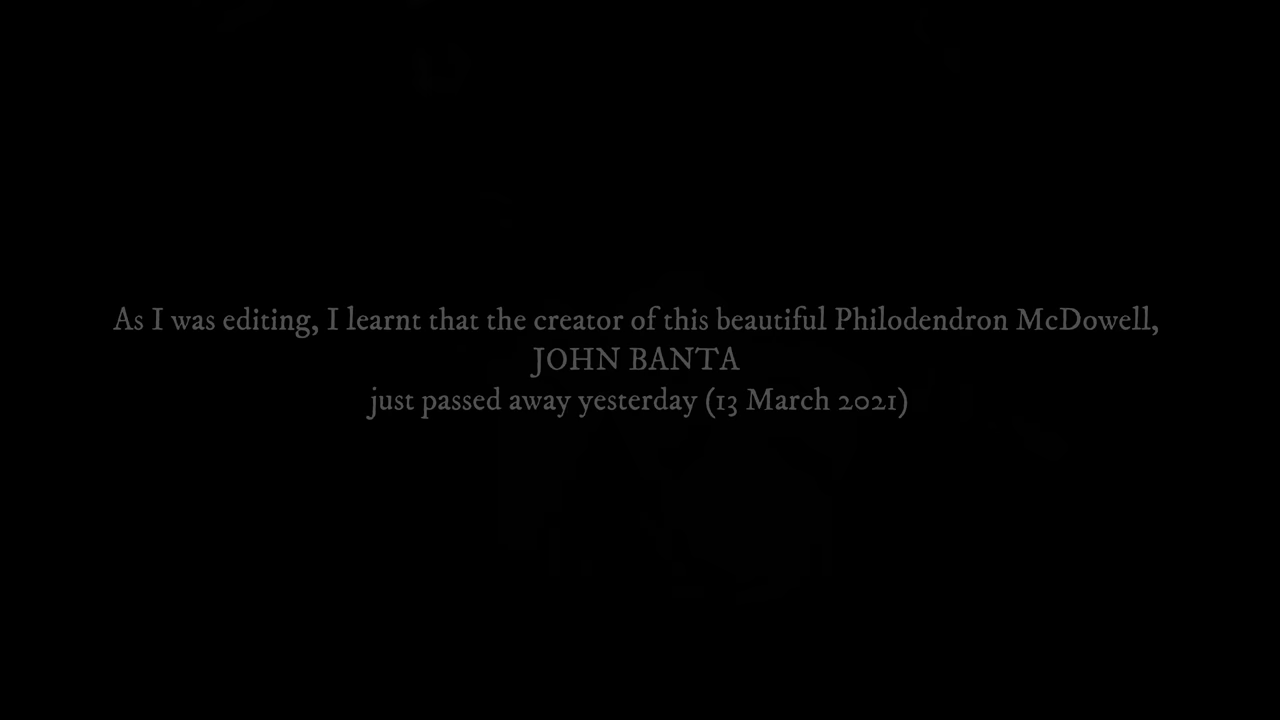 As I was editing, I learnt that the creator of this beautiful Philodendron McDowell,
JOHN BANTA
just passed away yesterday (13 March 2021)